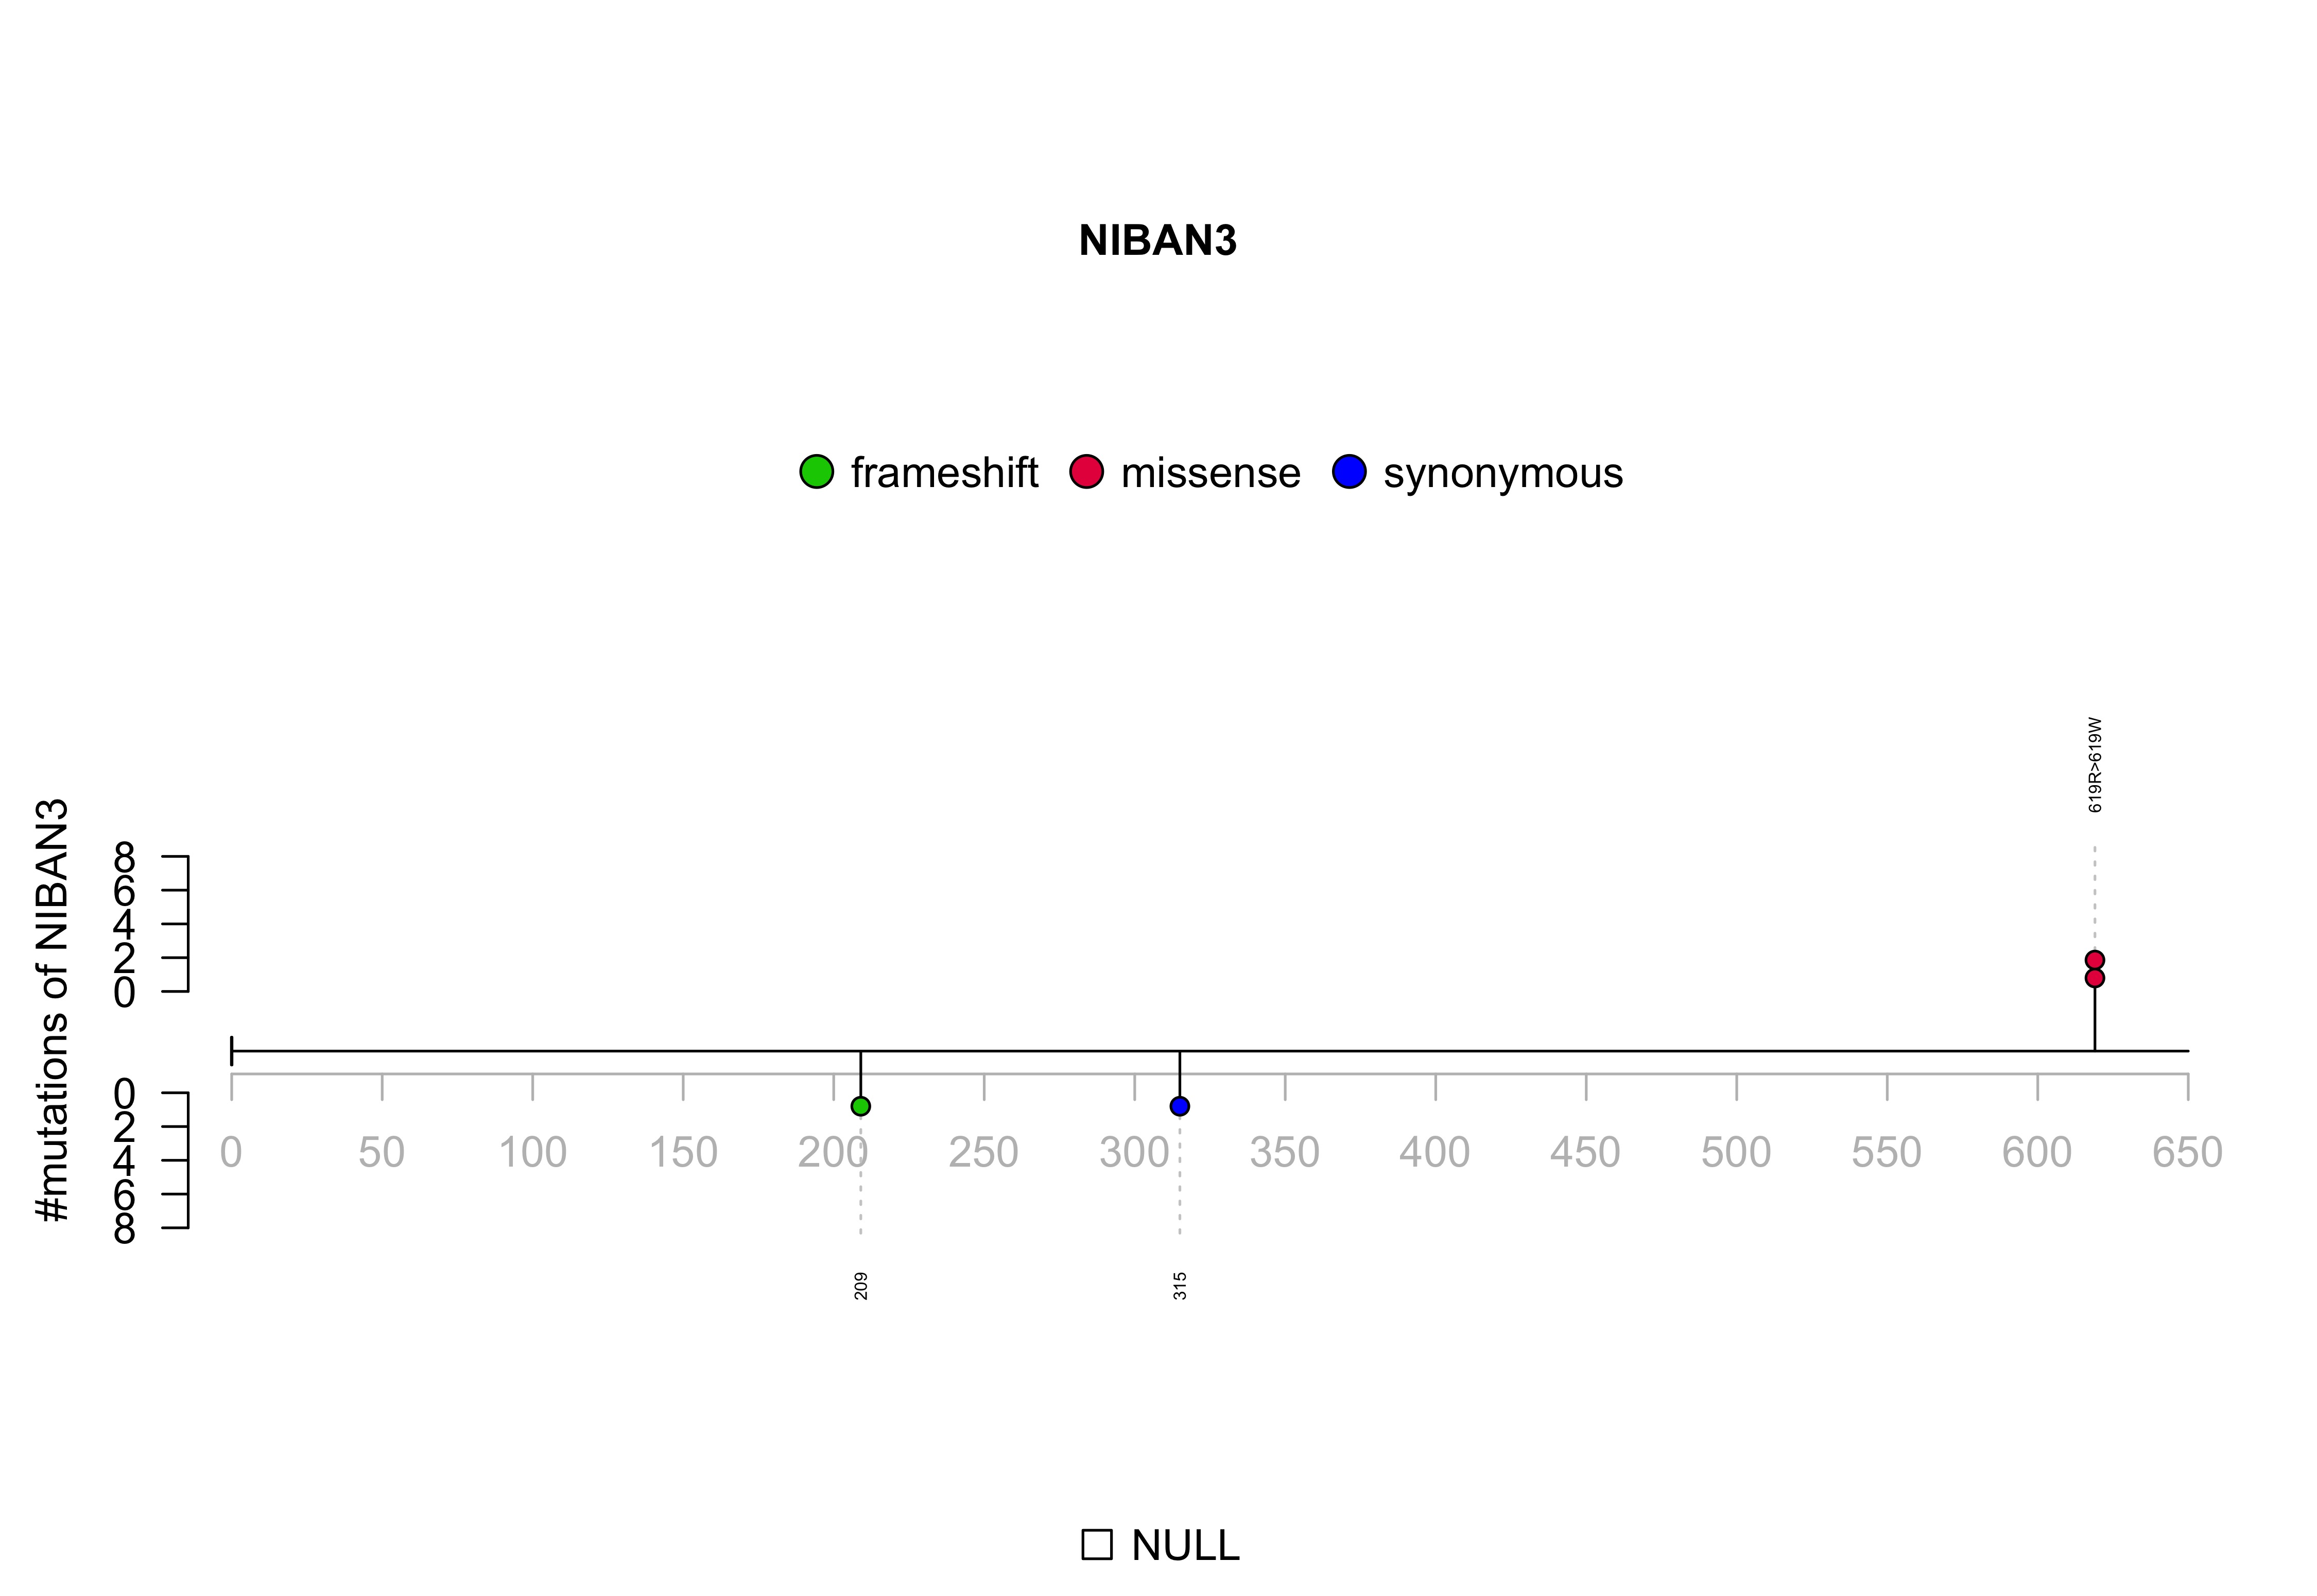 NIBAN3
frameshift missense synonymous
619R>619W
#mutations of NIBAN3
8
6
4
2
0
0
2
4
6
8
0 50 100 150 200 250 300 350 400 450 500 550 600 650
209 315
NULL